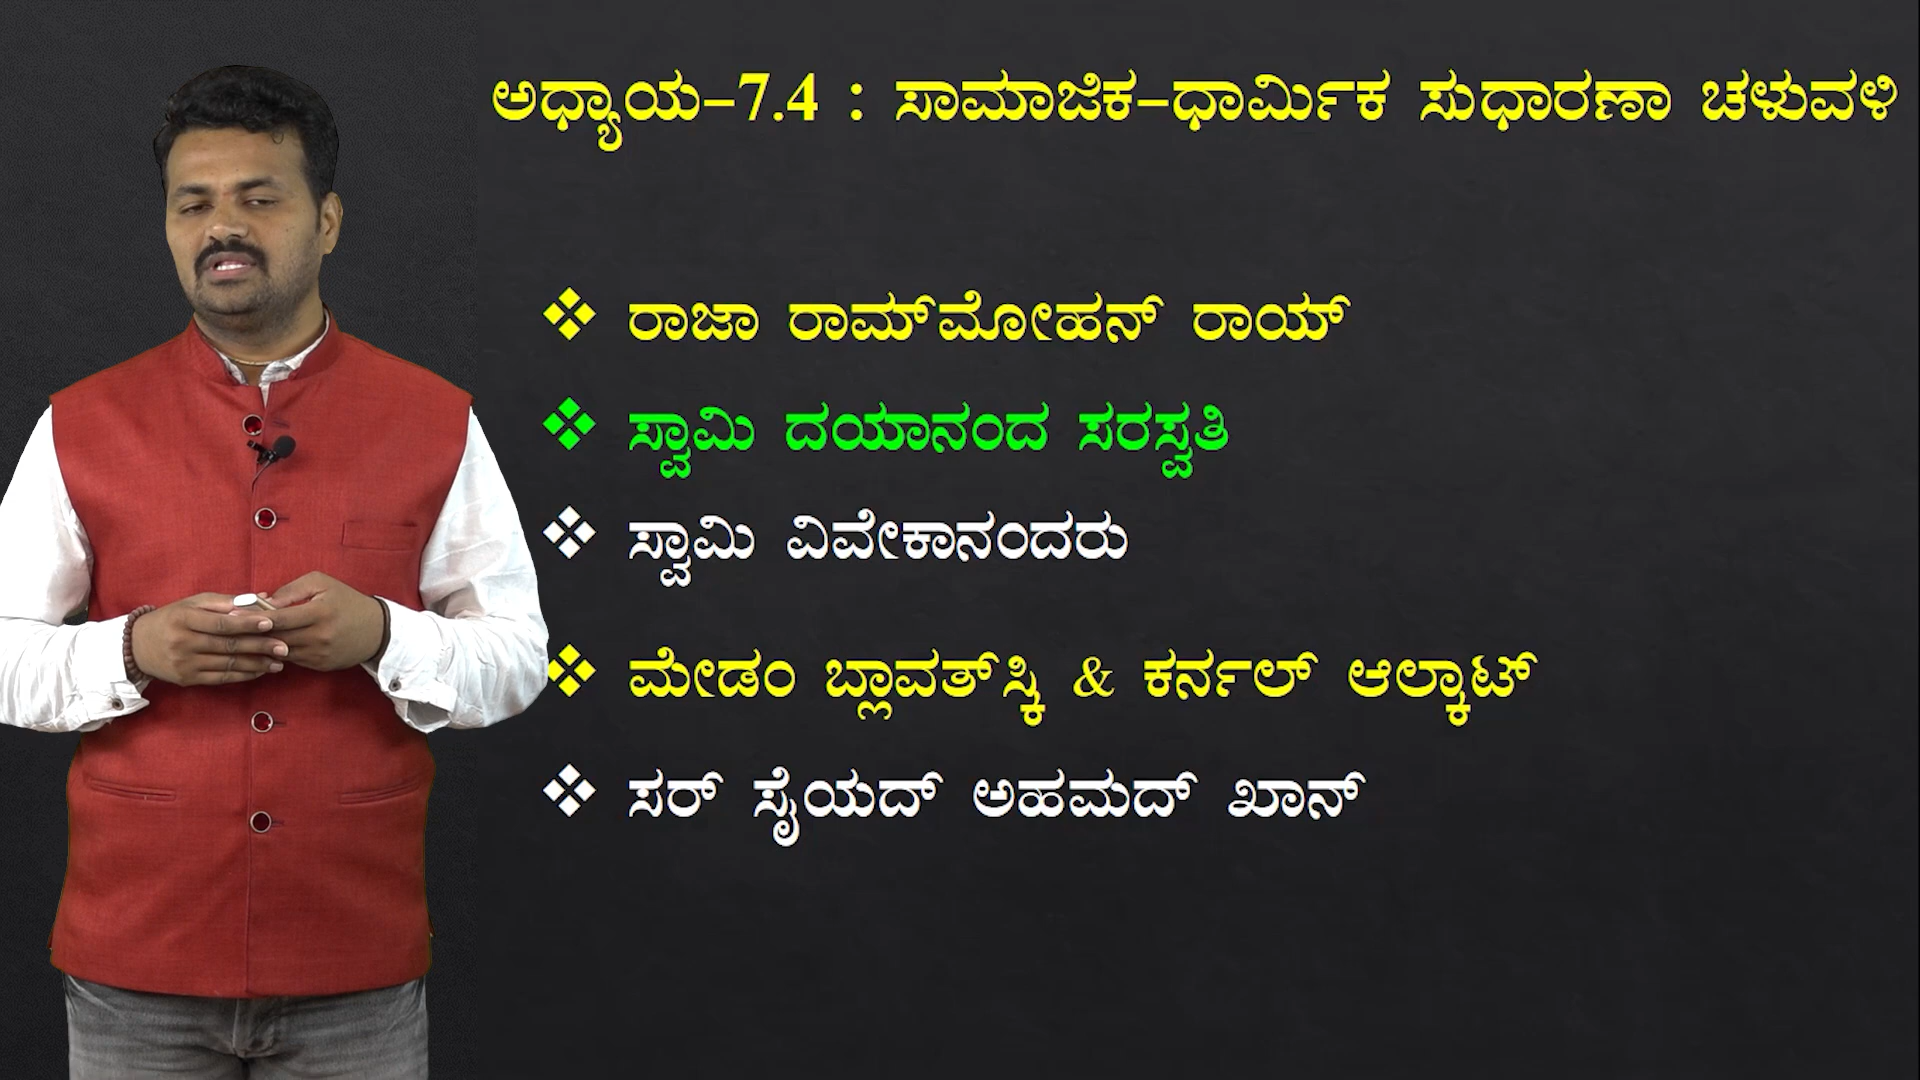 ಅಧ್ಯಾಯ-7.4 : ಸಾಮಾಜಿಕ-ಧಾರ್ಮಿಕ ಸುಧಾರಣಾ ಚಳುವಳಿ
❖ ರಾಜಾ ರಾಮ್‌ಮೋಹನ್ ರಾಯ್
❖ ಸ್ವಾಮಿ ದಯಾನಂದ ಸರಸ್ವತಿ
❖ ಸ್ವಾಮಿ ವಿವೇಕಾನಂದರು
❖ ಮೇಡಂ ಬ್ಲಾವತ್‌ಸ್ಕಿ & ಕರ್ನಲ್ ಆಲ್ಕಾಟ್
❖ ಸರ್ ಸೈಯದ್ ಅಹಮದ್ ಖಾನ್